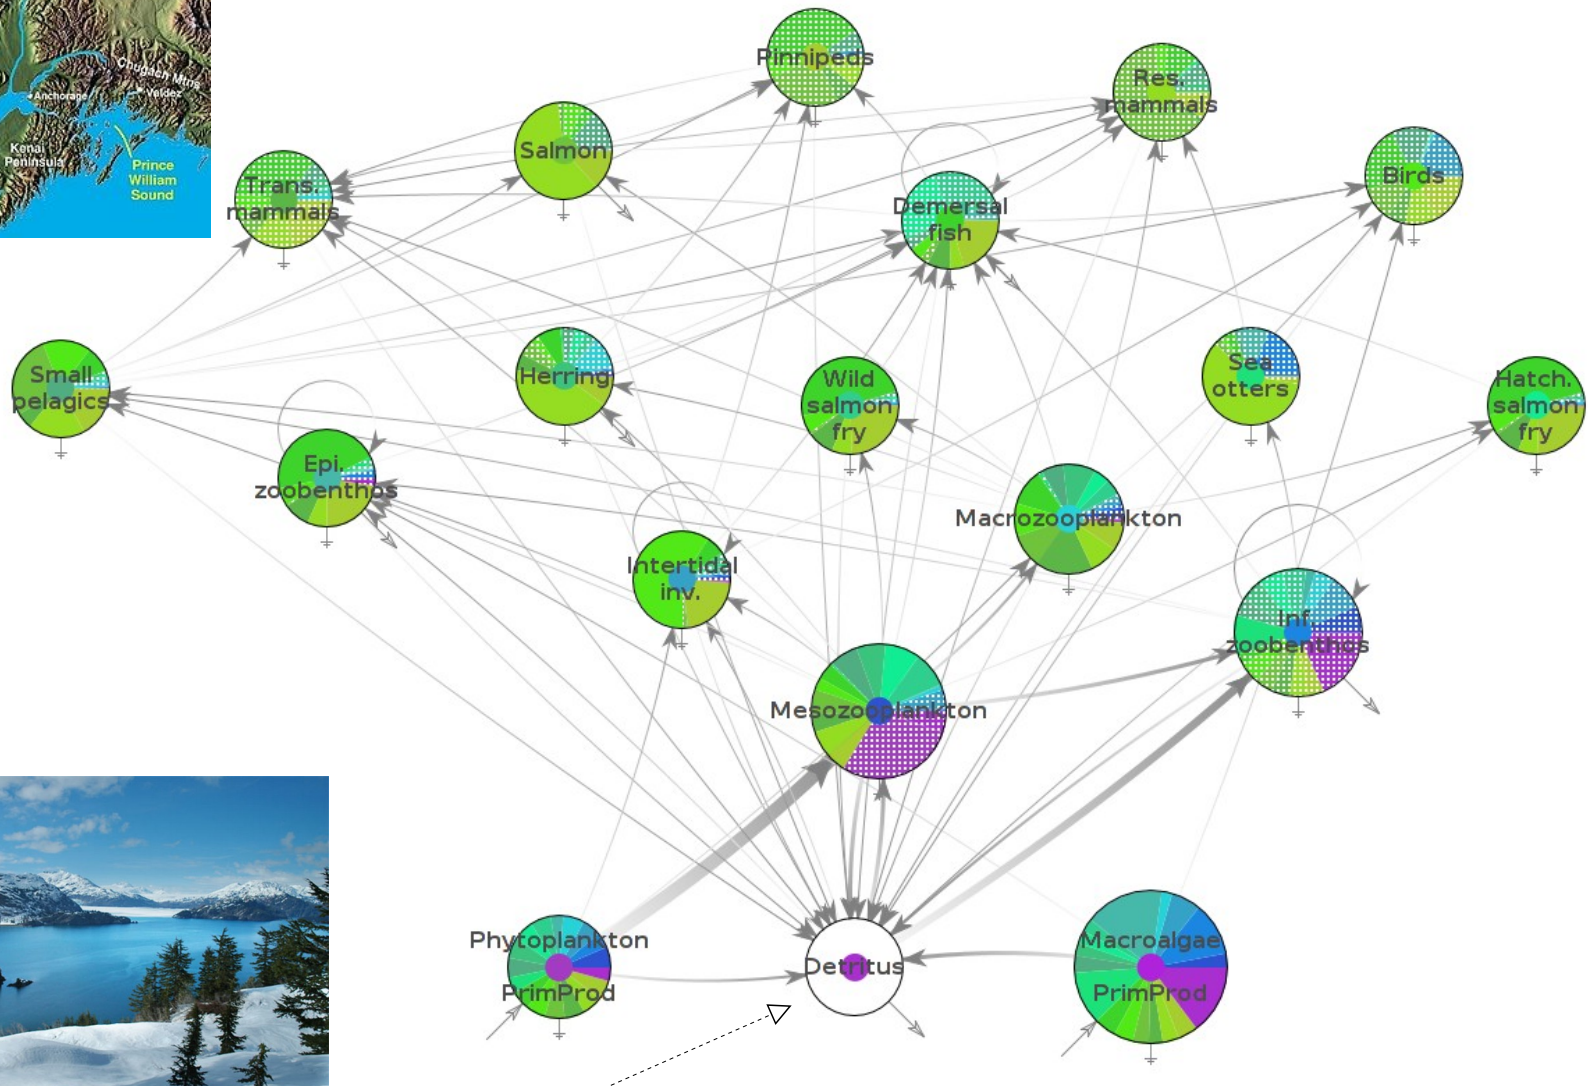 Chugach Mtns
Anchorage
Valdez
Kenai
Peninsula
Prince
William
Sound
Pinnipeds
Res.
mammals
Salmon
Trans.
mammals
Birds
Demersal
fish
Small
pelagics
Herring
Wild
salmon
fry
Sea
otters
Hatch.
salmon
fry
Epi.
zoobenthos
Macrozooplankton
Intertidal
inv.
Inf.
zoobenthos
Mesozooplankton
Phytoplankton
PrimProd
Detritus
Macroalgae
PrimProd